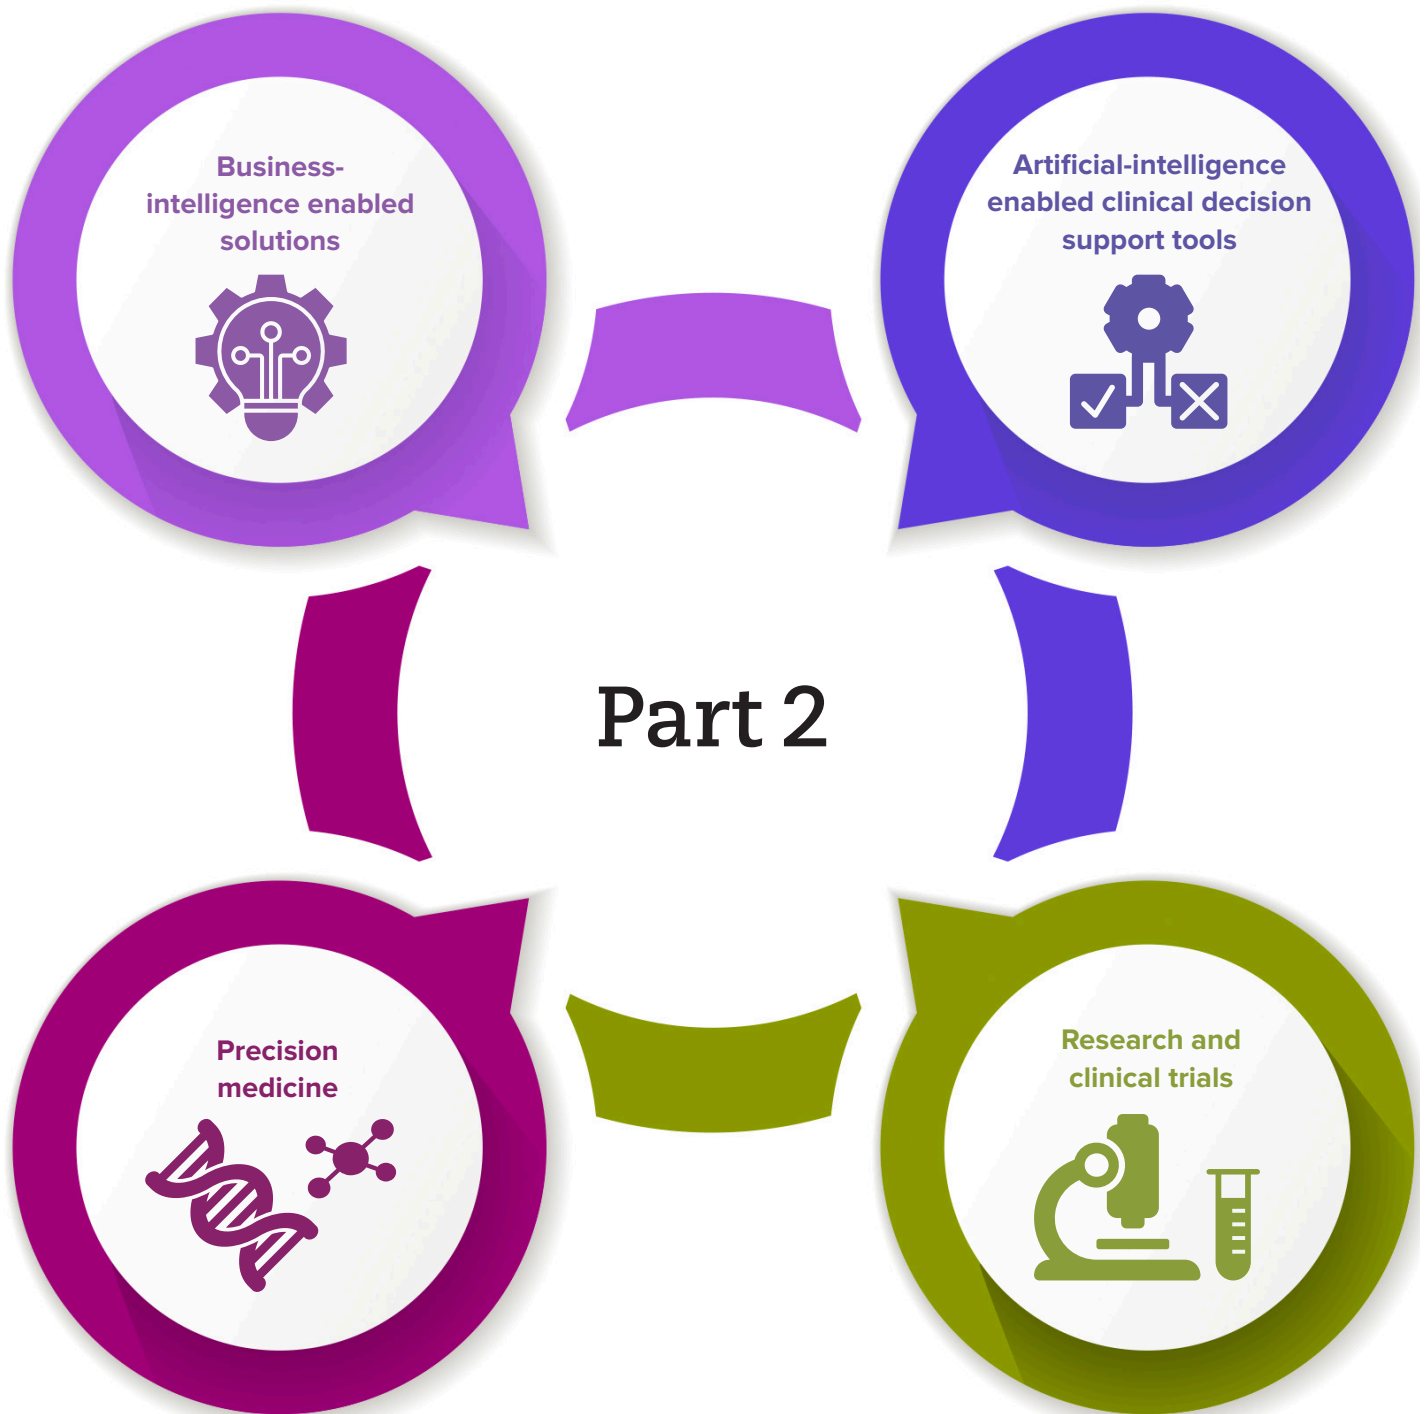 Business-
intelligence enabled
solutions
Artificial-intelligence
enabled clinical decision
support tools
Part 2
Precision
medicine
Research and
clinical trials